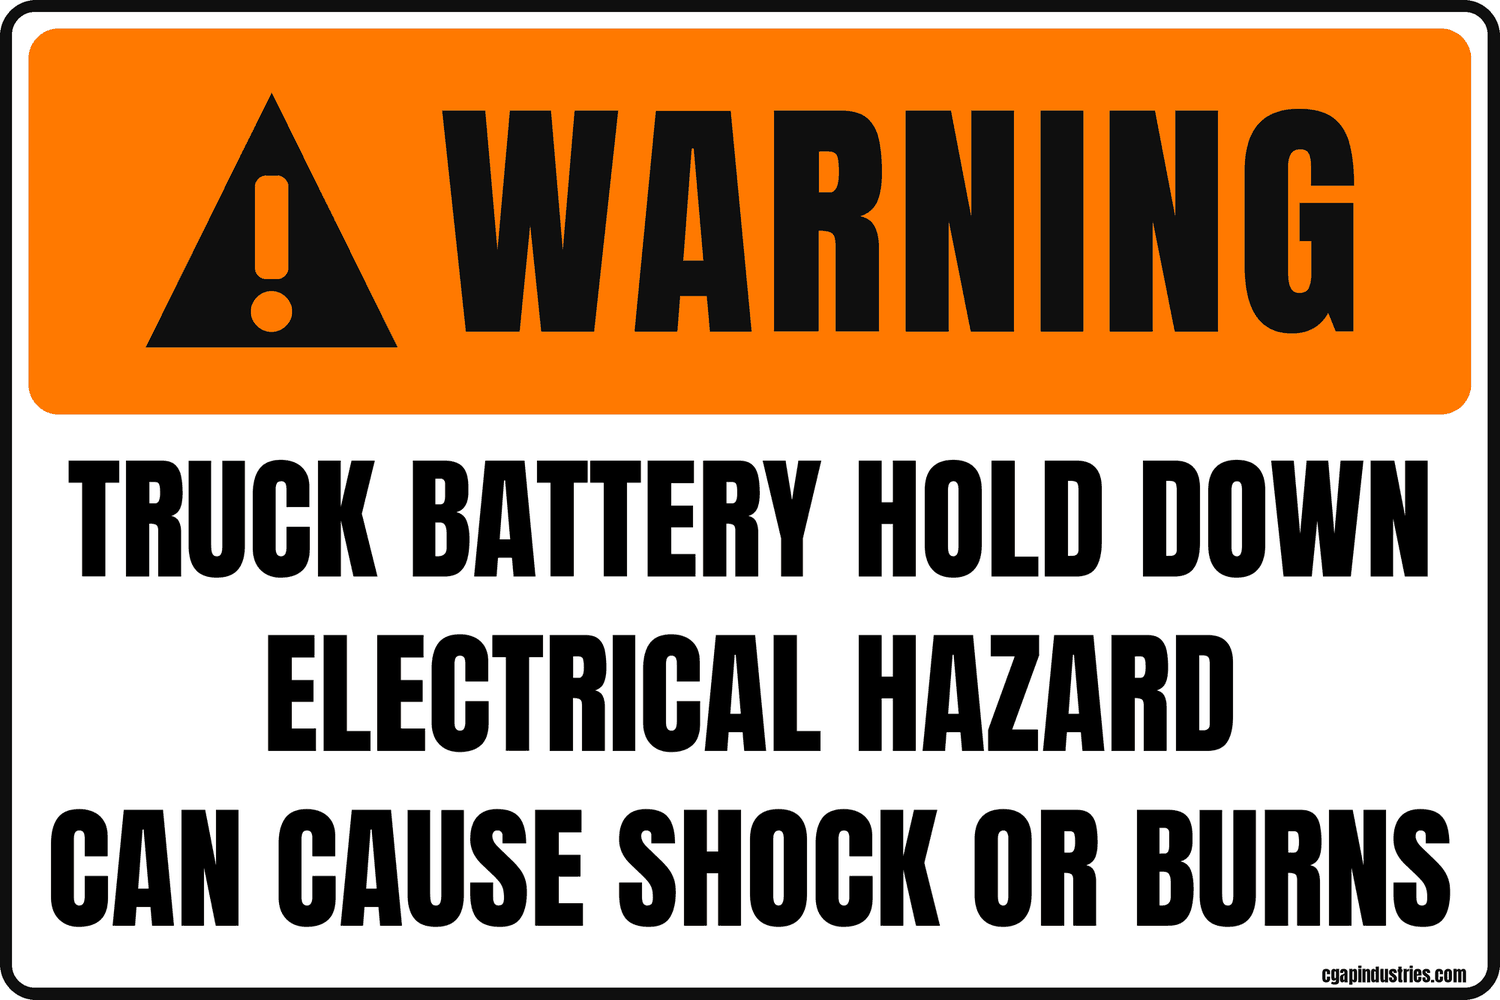 WARNING
TRUCK BATTERY HOLD DOWN
ELECTRICAL HAZARD
CAN CAUSE SHOCK OR BURNS
cgapindustries.com